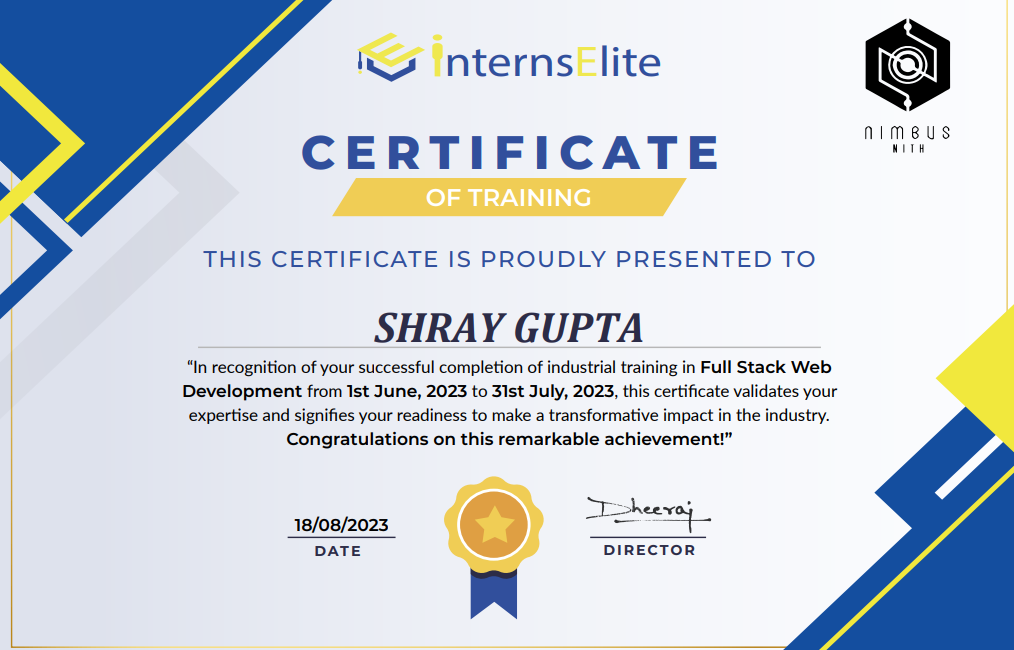 internsElite
NIMBUS
NITH
CERTIFICATE
OF TRAINING
THIS CERTIFICATE IS PROUDLY PRESENTED TO
SHRAY GUPTA
“In recognition of your successful completion of industrial training in Full Stack Web
Development from 1st June, 2023 to 31st July, 2023, this certificate validates your
expertise and signifies your readiness to make a transformative impact in the industry.
Congratulations on this remarkable achievement!”
18/08/2023
DATE
Dheeraj
DIRECTOR